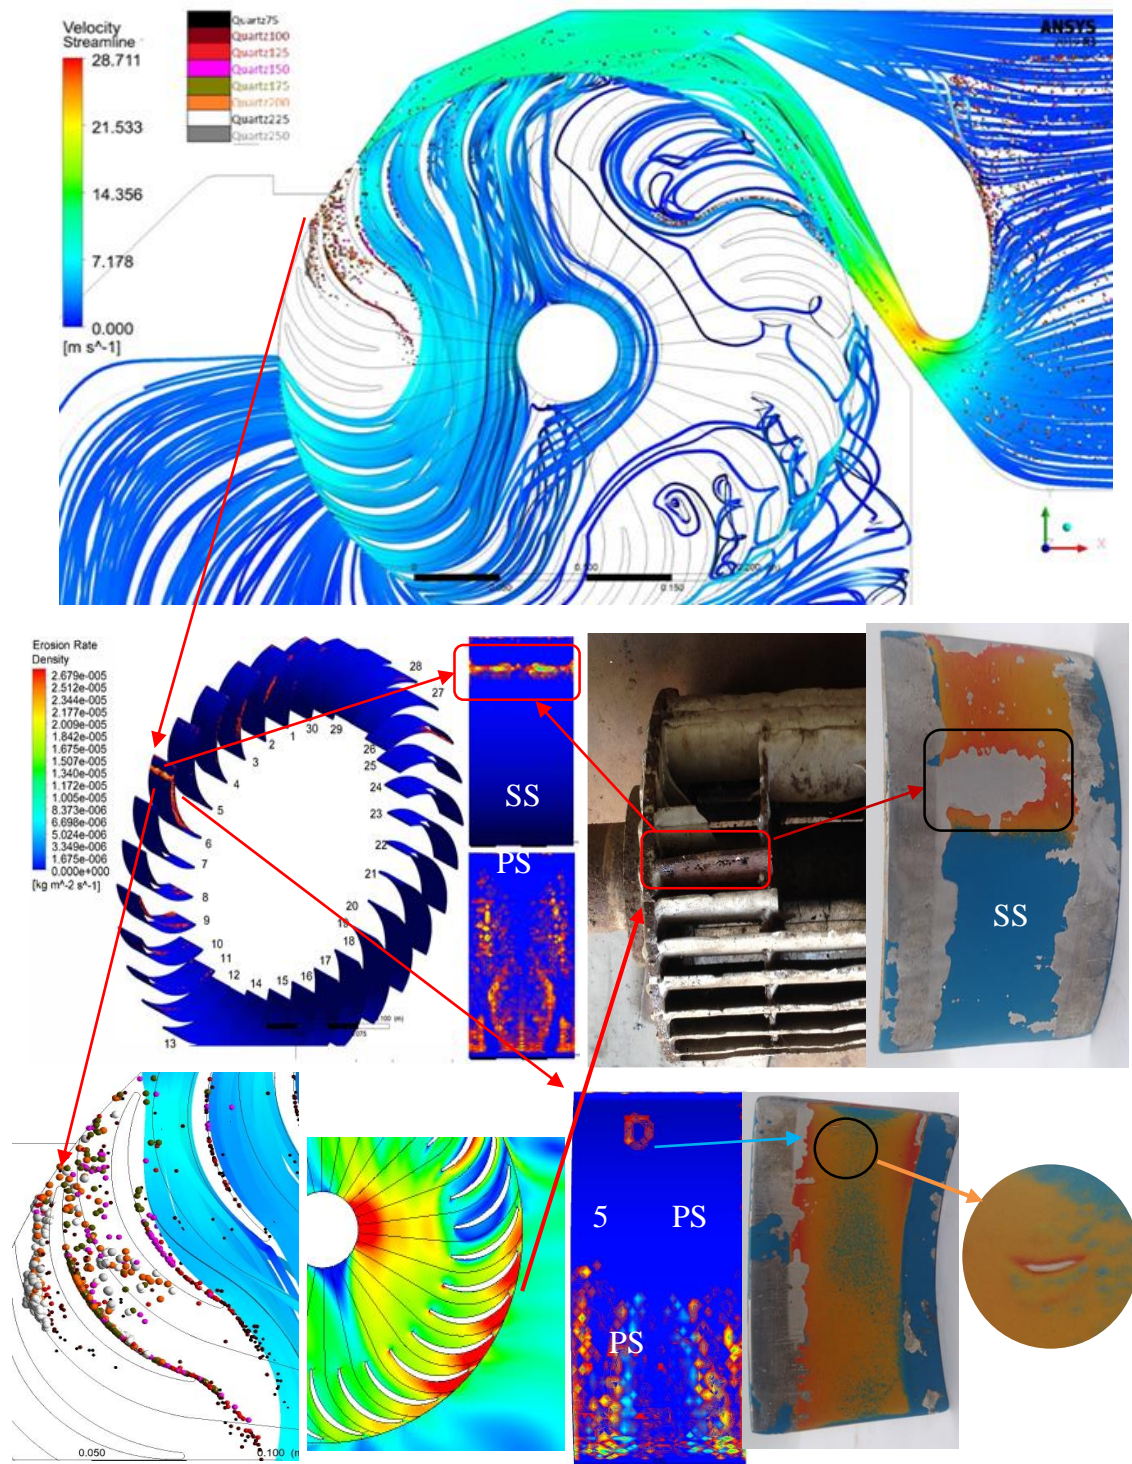 Velocity
Streamline
28.711
21.533
14.356
7.178
0.000
[m s^-1]
Quartz75
Quartz100
Quartz125
Quartz150
Quartz175
Quartz200
Quartz225
Quartz250
ANSYS
X
0
0.100
0.150
Erosion Rate
Density
2.679e-005
2.512e-005
2.344e-005
2.177e-005
2.009e-005
1.842e-005
1.675e-005
1.507e-005
1.340e-005
1.172e-005
1.005e-005
8.373e-006
6.698e-006
5.024e-006
3.349e-006
1.675e-006
0.000e+000
[kg m^-2 s^-1]
28
27
1
30
29
2
26
3
25
4
24
5
23
6
22
7
21
8
20
9
19
10
18
11
17
12
16
14
15
13
SS
PS
SS
5
PS
PS
0.050
0.100